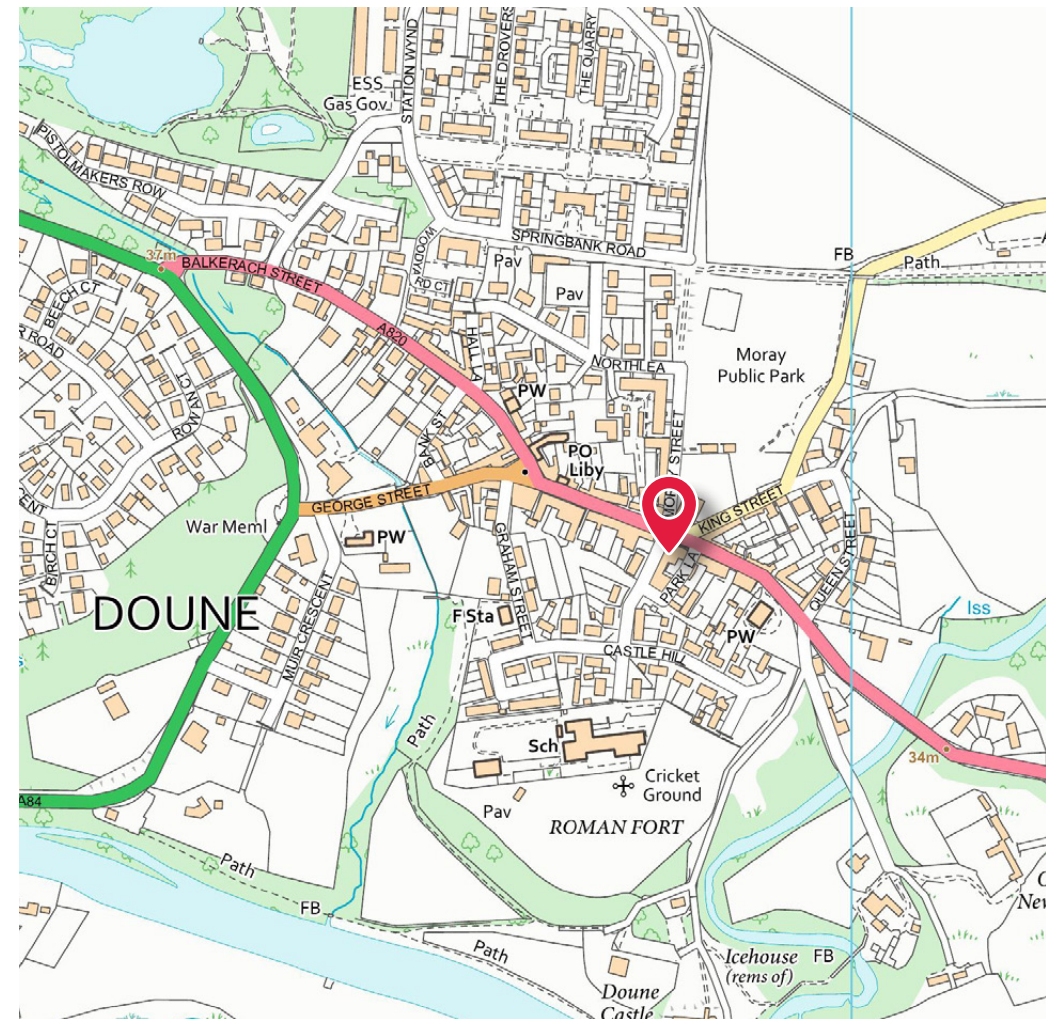 ESS
Gas Gov
STATION WYND
THE DROVERS
THE QUARRY
PISTOLMAKERS ROW
SPRINGBANK ROAD
FB
Path
37m
BALKERACH STREET
WOODYA
RD CT
Pav
Pav
BEECH CT
ROAD
ROMAN CT
A820
HALL LA
NORTHLEA
Moray
Public Park
PW
BANK ST
PO
Liby
STREET
GEORGE STREET
KING STREET
War Meml
PW
BIRCH CT
GRAHAM STREET
PARK LA
QUEEN STREET
DOUNE
MUIR CRESCENT
F Sta
PW
Iss
CASTLE HILL
Path
Sch
34m
Cricket
Ground
A84
Pav
ROMAN FORT
Path
FB
Path
Icehouse
(rems of)
FB
Doune
Castle